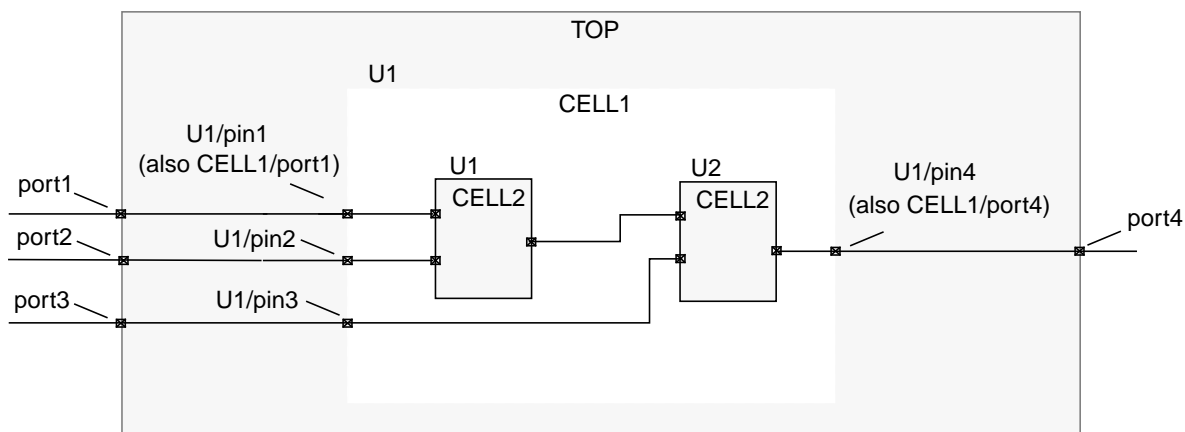 TOP
U1
CELL1
U1/pin1
(also CELL1/port1)
U1
U2
U1/pin4
(also CELL1/port4)
port1
CELL2
CELL2
port4
port2
U1/pin2
port3
U1/pin3